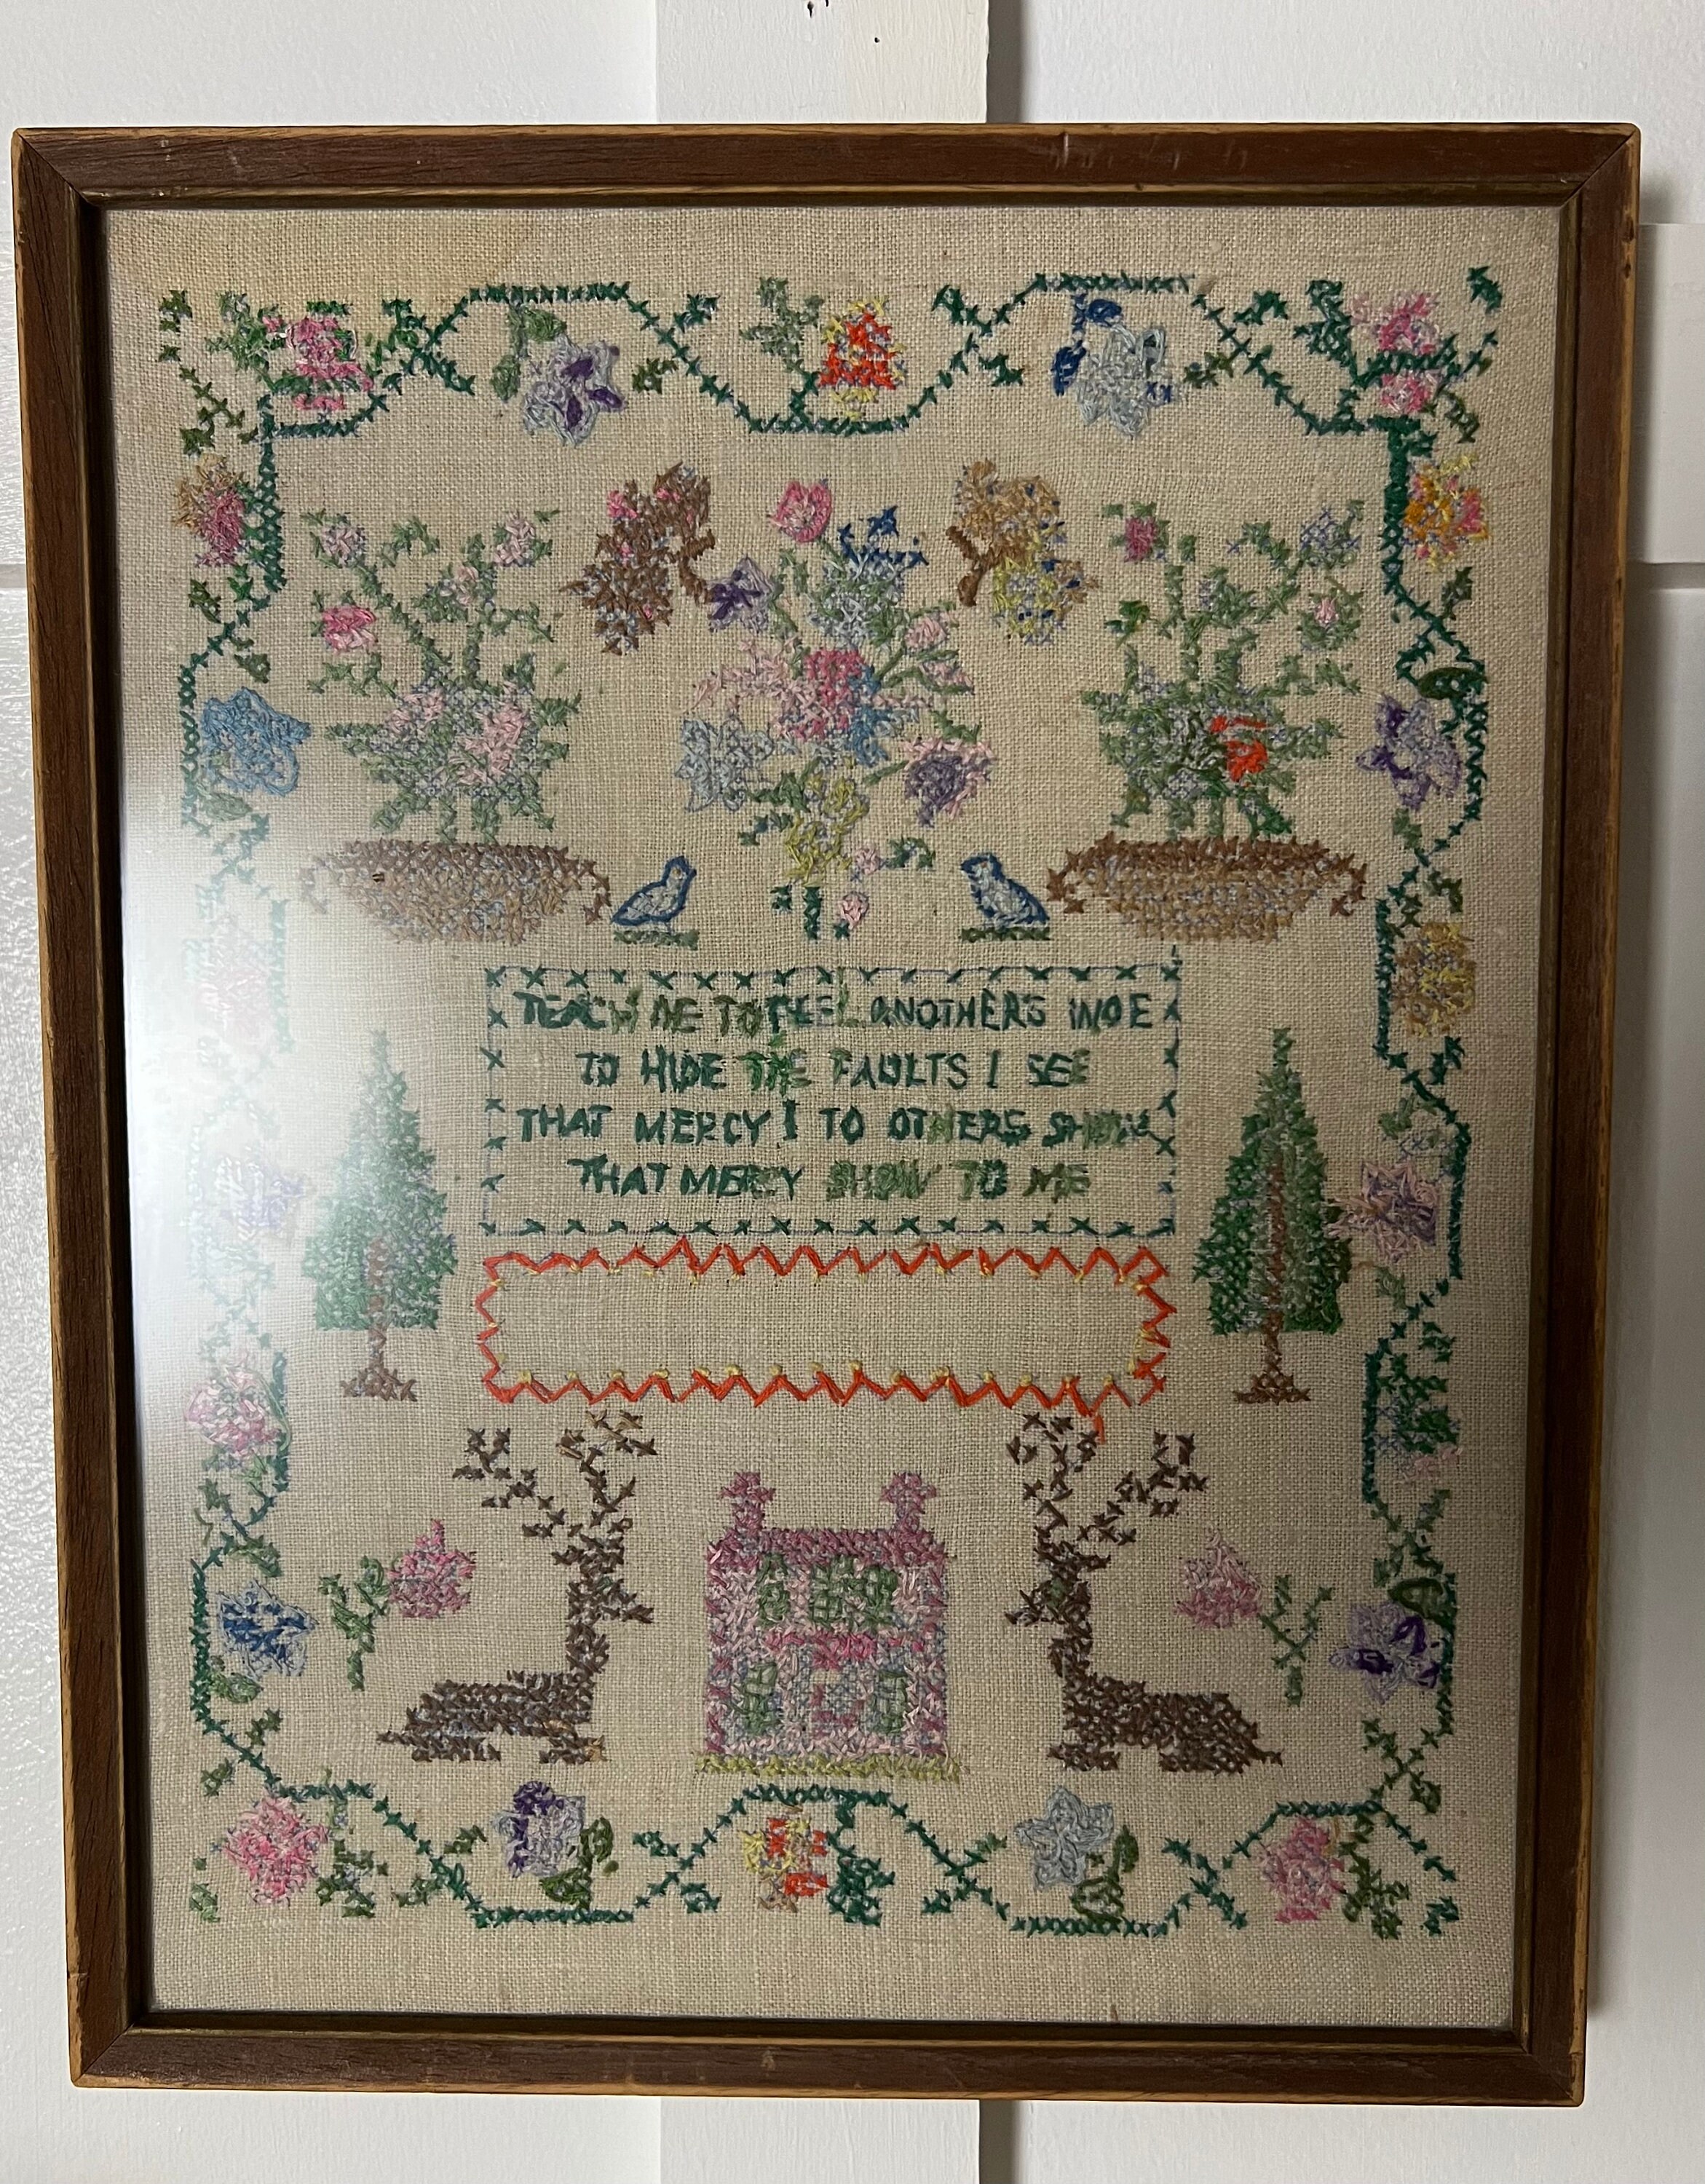 TEACH ME TO FEEL ANOTHERS WOE
TO HIDE THE FAULTS I SEE
THAT MERCY I TO OTHERS SHOW
THAT MERCY SHOW TO ME